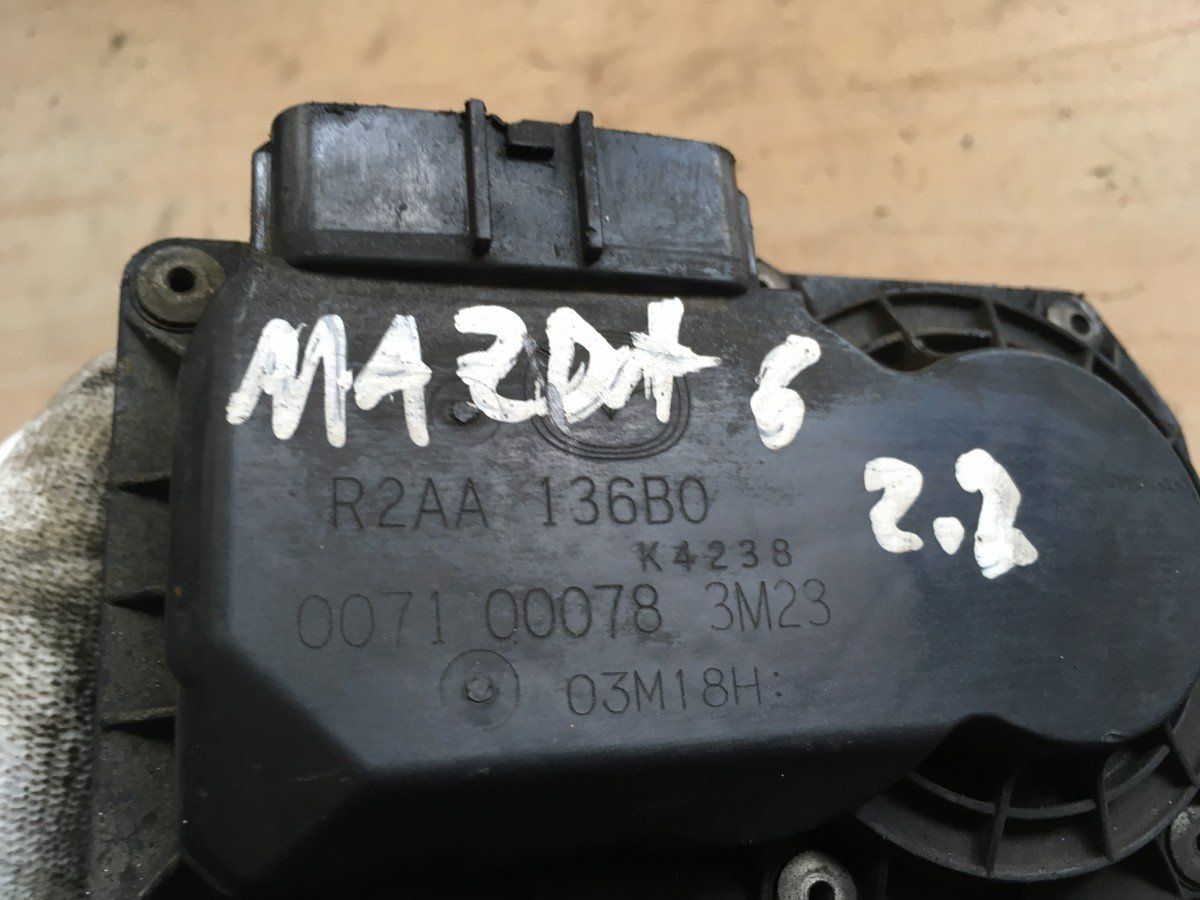 MAZDA 6
2.2
R2AA 136B0
K4238
0071 00078 3M23
03M18H: